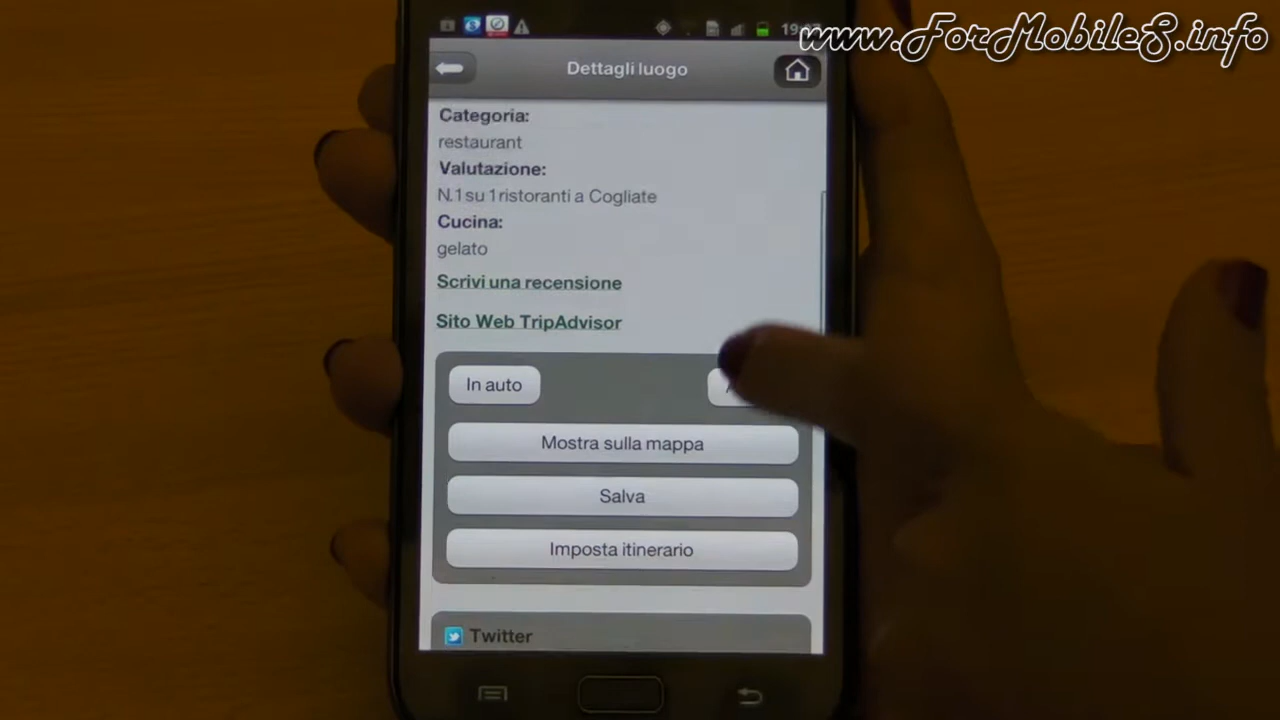 www.ForMobileS.info
Dettagli luogo
Categoria:
restaurant
Valutazione:
N.1 su 1 ristoranti a Cogliate
Cucina:
gelato
Scrivi una recensione
Sito Web TripAdvisor
In auto
Mostra sulla mappa
Salva
Imposta itinerario
Twitter